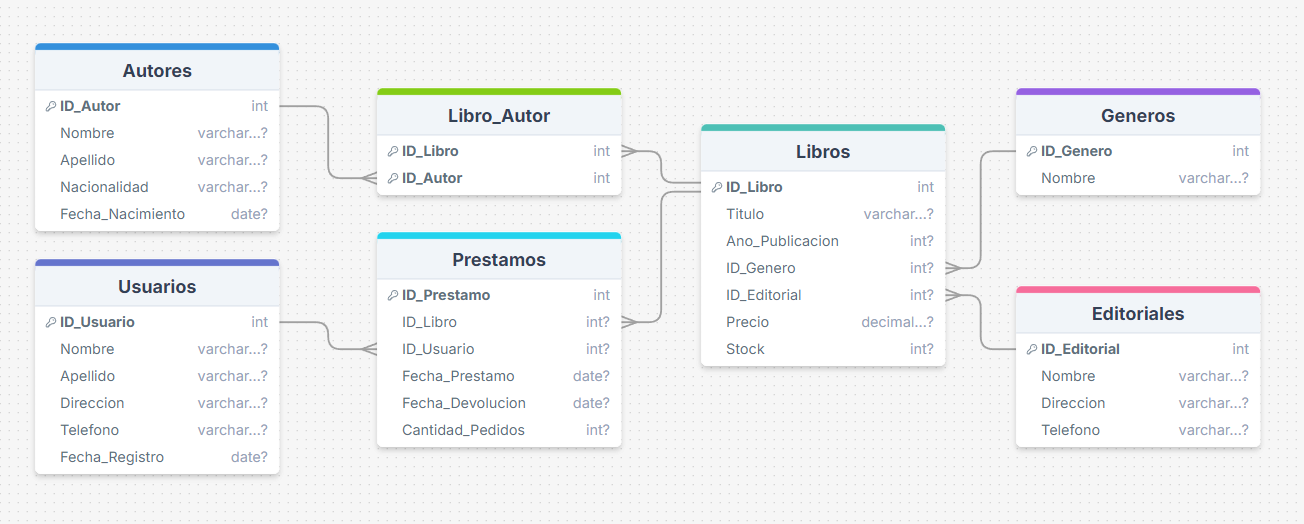 Autores
ID_Autor int
Nombre varchar...?
Apellido varchar...?
Nacionalidad varchar...?
Fecha_Nacimiento date?
Usuarios
ID_Usuario int
Nombre varchar...?
Apellido varchar...?
Direccion varchar...?
Telefono varchar...?
Fecha_Registro date?
Libro_Autor
ID_Libro int
ID_Autor int
Prestamos
ID_Prestamo int
ID_Libro int?
ID_Usuario int?
Fecha_Prestamo date?
Fecha_Devolucion date?
Cantidad_Pedidos int?
Libros
ID_Libro int
Titulo varchar...?
Ano_Publicacion int?
ID_Genero int?
ID_Editorial int?
Precio decimal...?
Stock int?
Generos
ID_Genero int
Nombre varchar...?
Editoriales
ID_Editorial int
Nombre varchar...?
Direccion varchar...?
Telefono varchar...?